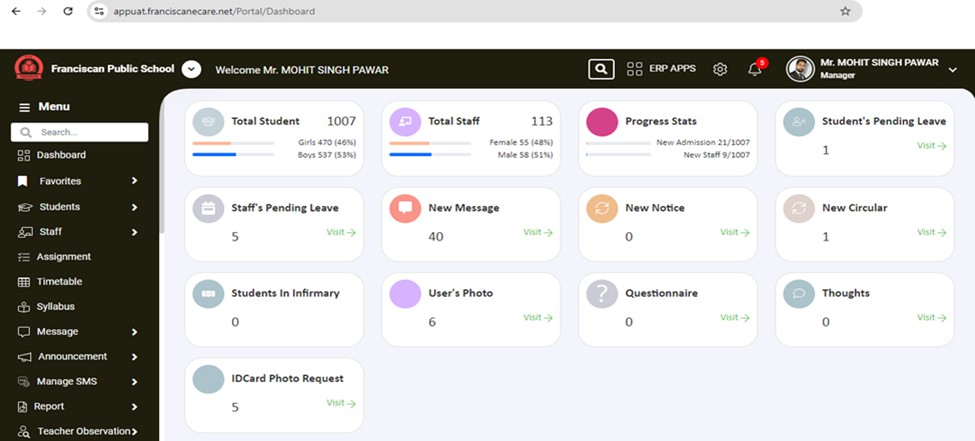 appuat.franciscanecare.net/Portal/Dashboard
Franciscan Public School
Welcome Mr. MOHIT SINGH PAWAR
ERP APPS
5
Mr. MOHIT SINGH PAWAR
Manager
Menu
Search...
Dashboard
Favorites
Students
Staff
Assignment
Timetable
Syllabus
Message
Announcement
Manage SMS
Report
Teacher Observation
Total Student 1007
Girls 470 (46%)
Boys 537 (53%)
Total Staff 113
Female 55 (48%)
Male 58 (51%)
Progress Stats
New Admission 21/1007
New Staff 9/1007
Student's Pending Leave
1 Visit
Staff's Pending Leave
5 Visit
New Message
40 Visit
New Notice
0 Visit
New Circular
1 Visit
Students In Infirmary
0
User's Photo
6 Visit
Questionnaire
0 Visit
Thoughts
0 Visit
IDCard Photo Request
5 Visit